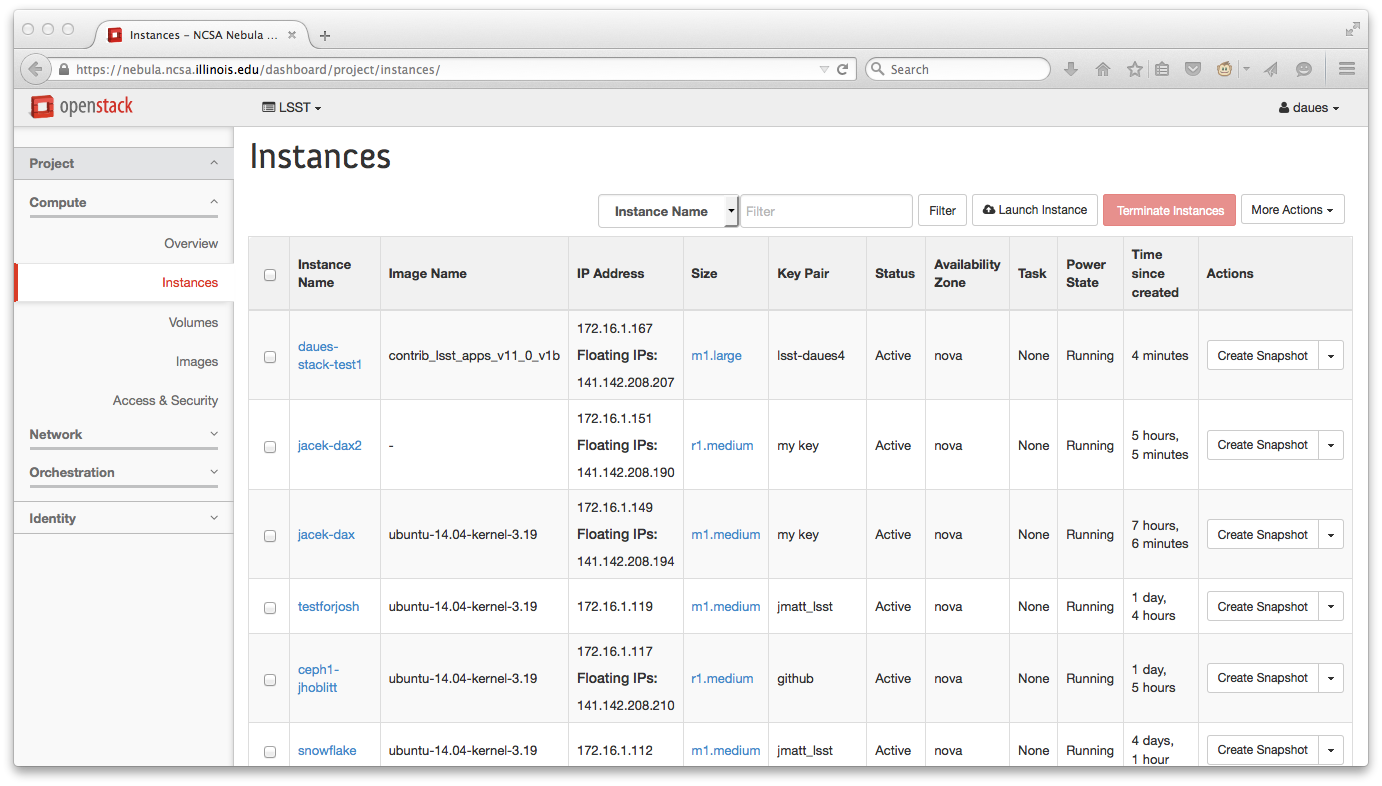 Instances – NCSA Nebula ...
https://nebula.ncsa.illinois.edu/dashboard/project/instances/
Search
openstack
LSST
daues
Project
Compute
Overview
Instances
Volumes
Images
Access & Security
Network
Orchestration
Identity
Instances
Instance Name
Filter
Filter
Launch Instance
Terminate Instances
More Actions
Instance Name
Image Name
IP Address
Size
Key Pair
Status
Availability Zone
Task
Power State
Time since created
Actions
daues-stack-test1
contrib_lsst_apps_v11_0_v1b
172.16.1.167
Floating IPs:
141.142.208.207
m1.large
lsst-daues4
Active
nova
None
Running
4 minutes
Create Snapshot
jacek-dax2
-
172.16.1.151
Floating IPs:
141.142.208.190
r1.medium
my key
Active
nova
None
Running
5 hours, 5 minutes
Create Snapshot
jacek-dax
ubuntu-14.04-kernel-3.19
172.16.1.149
Floating IPs:
141.142.208.194
m1.medium
my key
Active
nova
None
Running
7 hours, 6 minutes
Create Snapshot
testforjosh
ubuntu-14.04-kernel-3.19
172.16.1.119
m1.medium
jmatt_lsst
Active
nova
None
Running
1 day, 4 hours
Create Snapshot
ceph1-jhoblitt
ubuntu-14.04-kernel-3.19
172.16.1.117
Floating IPs:
141.142.208.210
r1.medium
github
Active
nova
None
Running
1 day, 5 hours
Create Snapshot
snowflake
ubuntu-14.04-kernel-3.19
172.16.1.112
m1.medium
jmatt_lsst
Active
nova
None
Running
4 days, 1 hour
Create Snapshot